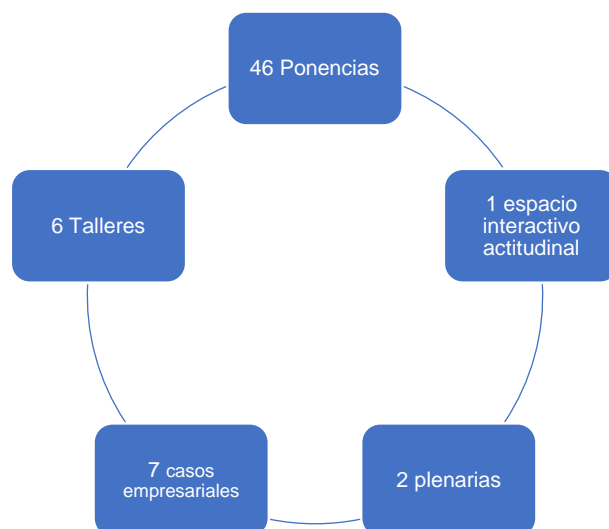 46 Ponencias
1 espacio
interactivo
actitudinal
2 plenarias
7 casos
empresariales
6 Talleres